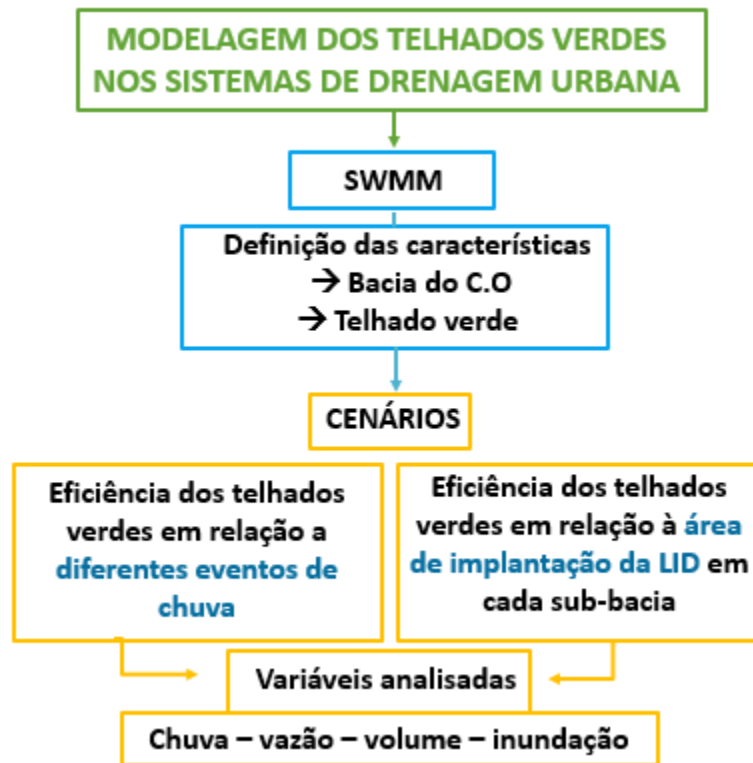 MODELAGEM DOS TELHADOS VERDES
NOS SISTEMAS DE DRENAGEM URBANA
SWMM
Definição das característícas
→ Bacia do C.O
→ Telhado verde
CENÁRIOS
Eficiência dos telhados
verdes em relação a
diferentes eventos de
chuva
Eficiência dos telhados
verdes em relação à área
de implantação da LID em
cada sub-bacia
Variáveis analisadas
Chuva – vazão – volume – inundação